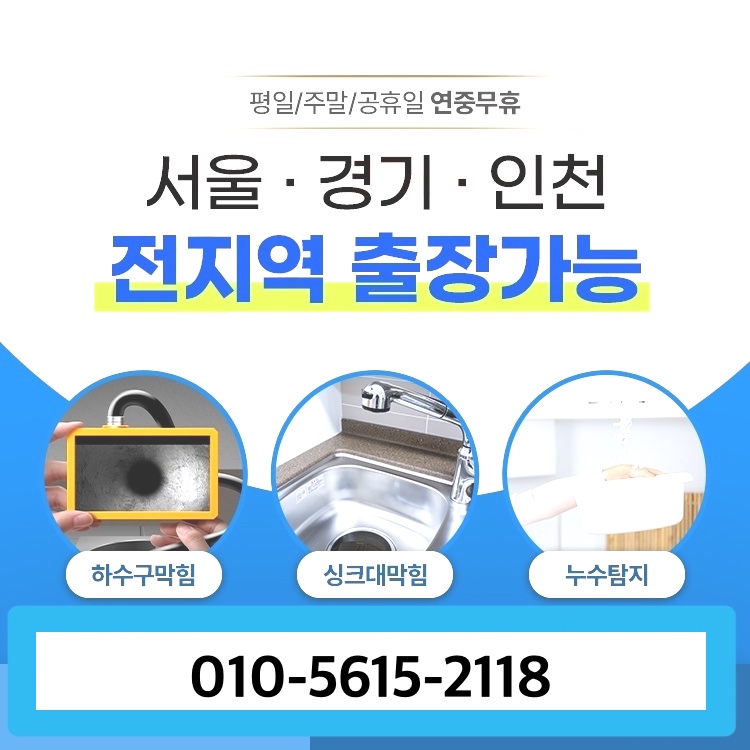 평일/주말/공휴일 연중무휴
서울 · 경기 · 인천
전지역 출장가능
하수구막힘
싱크대막힘
누수탐지
010-5615-2118